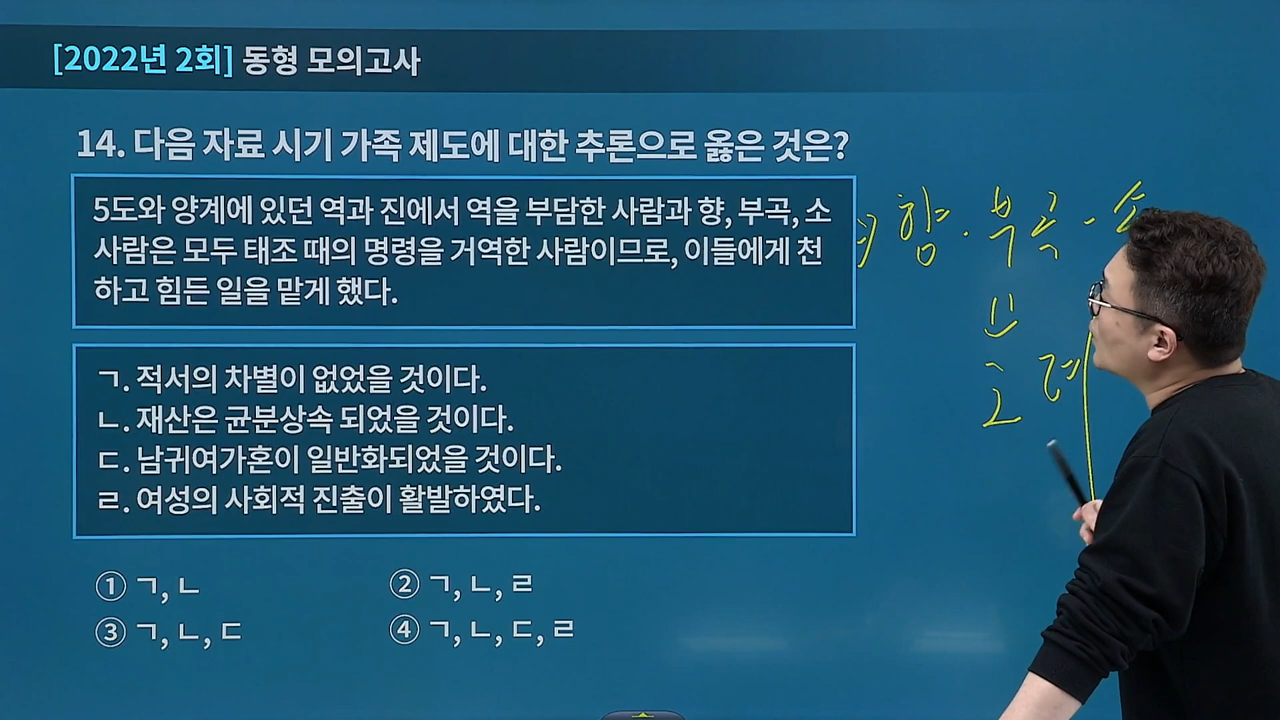 [2022년 2회] 동형 모의고사
14. 다음 자료 시기 가족 제도에 대한 추론으로 옳은 것은?
5도와 양계에 있던 역과 진에서 역을 부담한 사람과 향, 부곡, 소
사람은 모두 태조 때의 명령을 거역한 사람이므로, 이들에게 천
하고 힘든 일을 맡게 했다.
ㄱ. 적서의 차별이 없었을 것이다.
ㄴ. 재산은 균분상속 되었을 것이다.
ㄷ. 남귀여가혼이 일반화되었을 것이다.
ㄹ. 여성의 사회적 진출이 활발하였다.
① ㄱ, ㄴ
② ㄱ, ㄴ, ㄹ
③ ㄱ, ㄴ, ㄷ
④ ㄱ, ㄴ, ㄷ, ㄹ
향 · 부곡 - 소